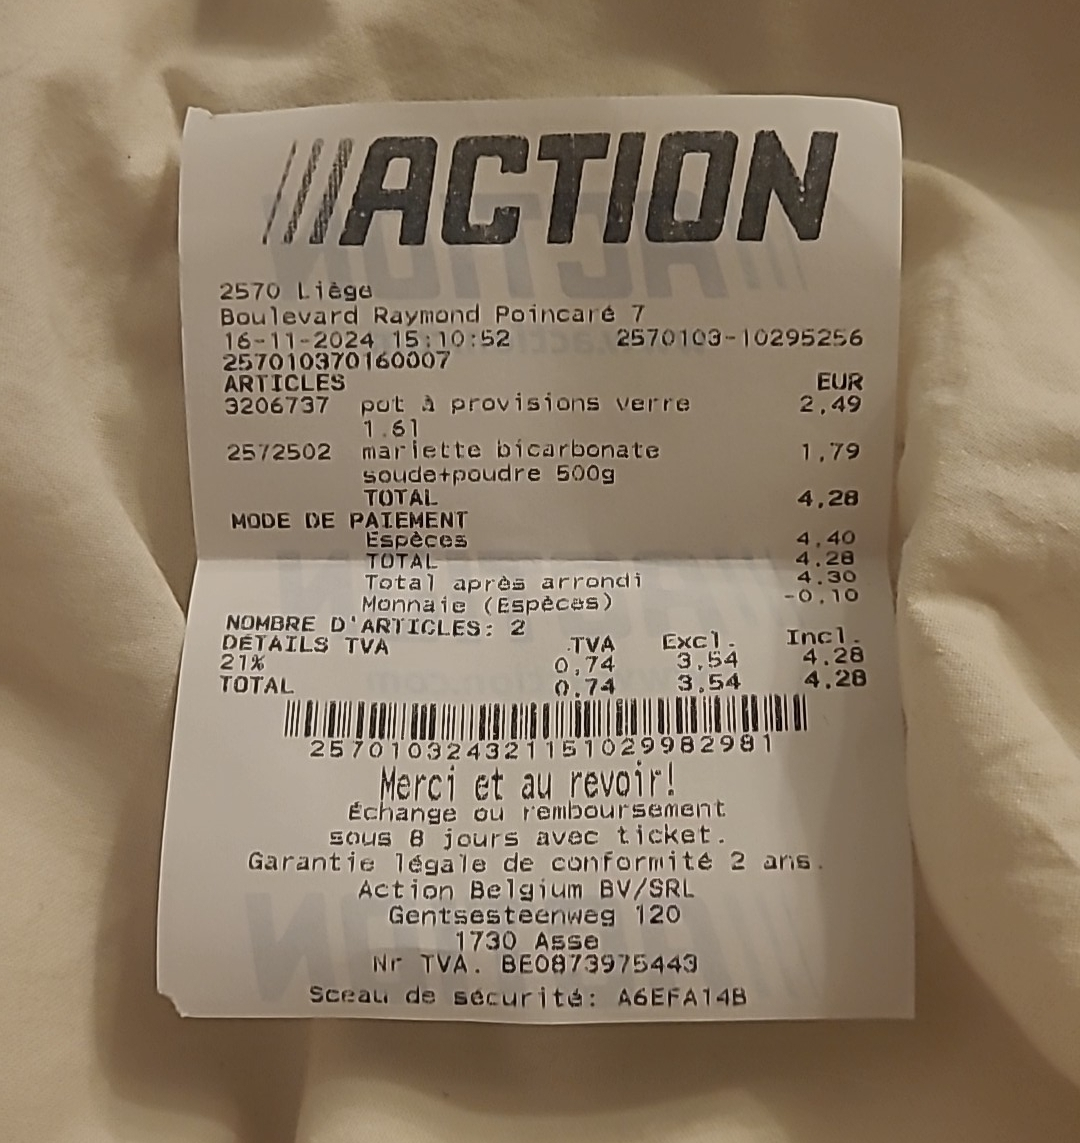 ACTION
2570 Liège
Boulevard Raymond Poincaré 7
16-11-2024 15:10:52 2570103-10295256
257010370160007
ARTICLES EUR
3206737 pot à provisions verre 2,49
1.6l
2572502 mariette bicarbonate 1,79
soude+poudre 500g
TOTAL 4,28
MODE DE PAIEMENT
Espèces 4,40
TOTAL 4,28
Total après arrondi 4,30
Monnaie (Espèces) -0,10
NOMBRE D'ARTICLES: 2
DÉTAILS TVA TVA Excl. Incl.
21% 0,74 3,54 4,28
TOTAL 0,74 3,54 4,28
257010324321151029982981
Merci et au revoir!
Échange ou remboursement
sous 8 jours avec ticket.
Garantie légale de conformité 2 ans.
Action Belgium BV/SRL
Gentsesteenweg 120
1730 Asse
Nr TVA. BE0873975443
Sceau de sécurité: A6EFA14B